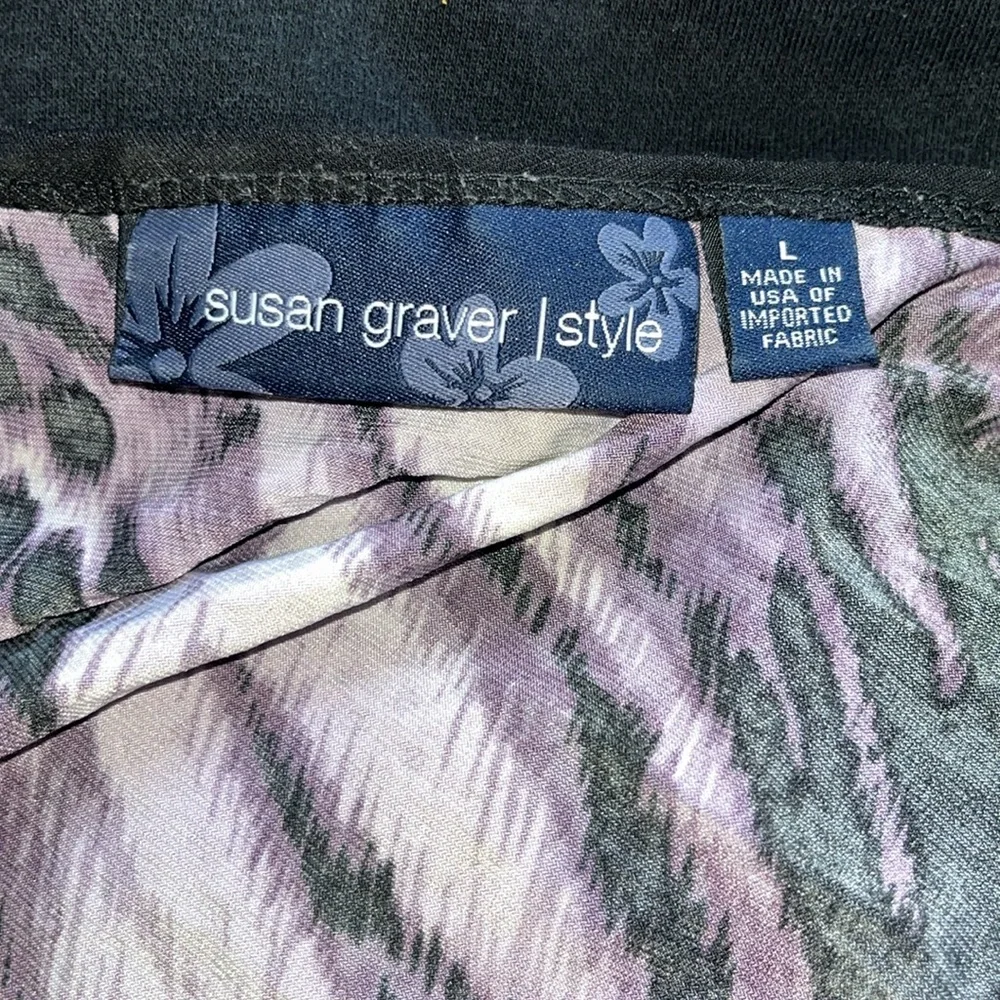 susan graver | style
L
MADE IN
USA OF
IMPORTED
FABRIC